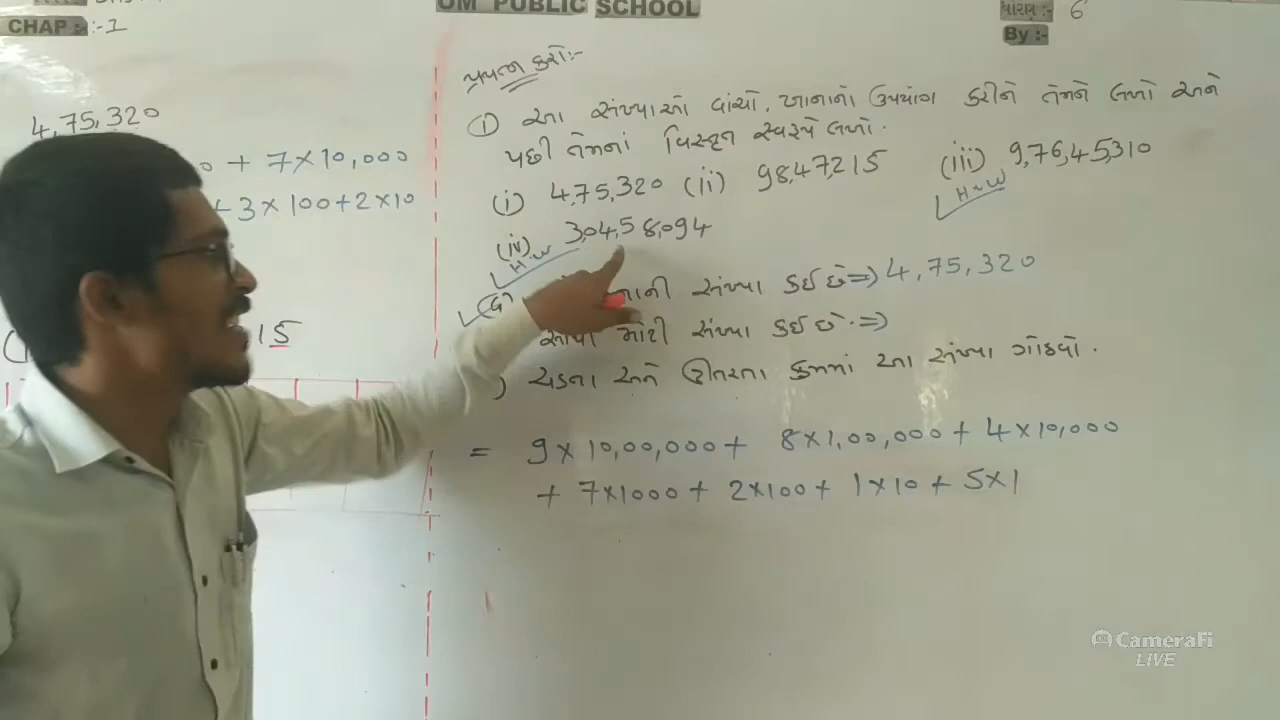 OM PUBLIC SCHOOL
CHAP :-1
ધોરણ :- 6
By :-
4,75,320
+ 7×10,000
+3×100+2×10
15
પ્રયત્ન કરો:-
① આ સંખ્યાઓ વાંચો. ખાનાનો ઉપયોગ કરીને તેમને લખો અને
પછી તેમનાં વિસ્તૃત સ્વરૂપે લખો.
(i) 4,75,320 (ii) 98,47,215 (iii) 9,76,45,310
H-W
(iv) 3,04,58,094
H-W
સંખ્યા કઈ છે⇒ 4,75,320
મોટી સંખ્યા કઈ છે.⇒
) ચડતા અને ઊતરતા ક્રમમાં આ સંખ્યા ગોઠવો.
= 9×10,00,000+ 8×1,00,000+4×10,000
+ 7×1000+ 2×100+ 1×10+ 5×1
CameraFi
LIVE